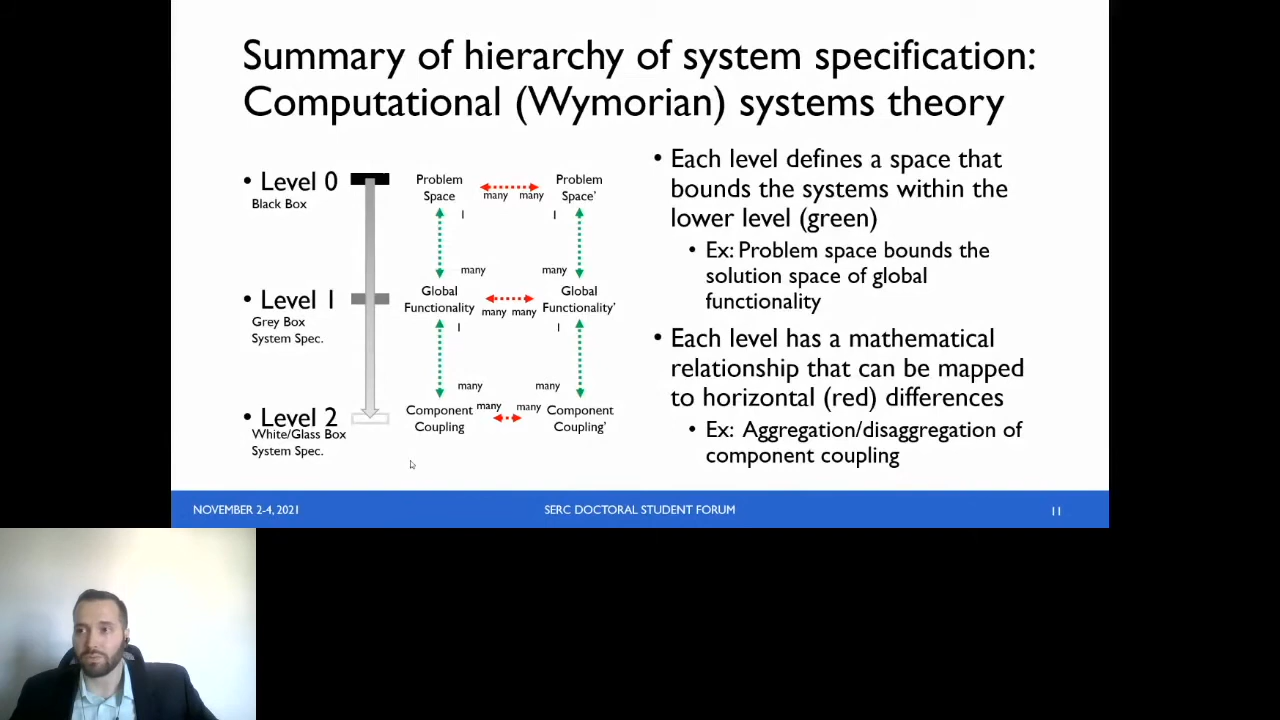 Summary of hierarchy of system specification:
Computational (Wymorian) systems theory
• Level 0
Black Box
• Level 1
Grey Box
System Spec.
• Level 2
White/Glass Box
System Spec.
Problem
Space
many many
Problem
Space’
1
1
many
many
Global
Functionality
many many
Global
Functionality’
1
1
many
many
Component
Coupling
many many
Component
Coupling’
• Each level defines a space that
bounds the systems within the
lower level (green)
• Ex: Problem space bounds the
solution space of global
functionality
• Each level has a mathematical
relationship that can be mapped
to horizontal (red) differences
• Ex: Aggregation/disaggregation of
component coupling
NOVEMBER 2-4, 2021
SERC DOCTORAL STUDENT FORUM
11